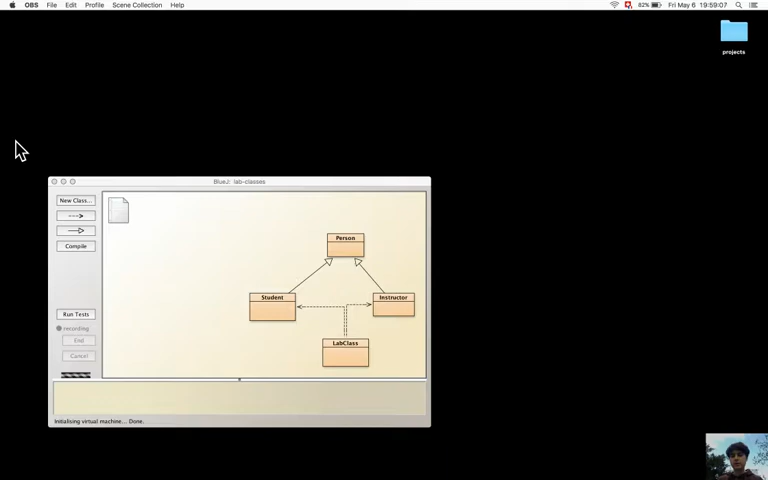 OBS File Edit Profile Scene Collection Help 82% Fri May 6 19:59:07
projects
BlueJ: lab-classes
New Class...
Compile
Person
Student
Instructor
LabClass
Run Tests
recording
End
Cancel
Initialising virtual machine... Done.